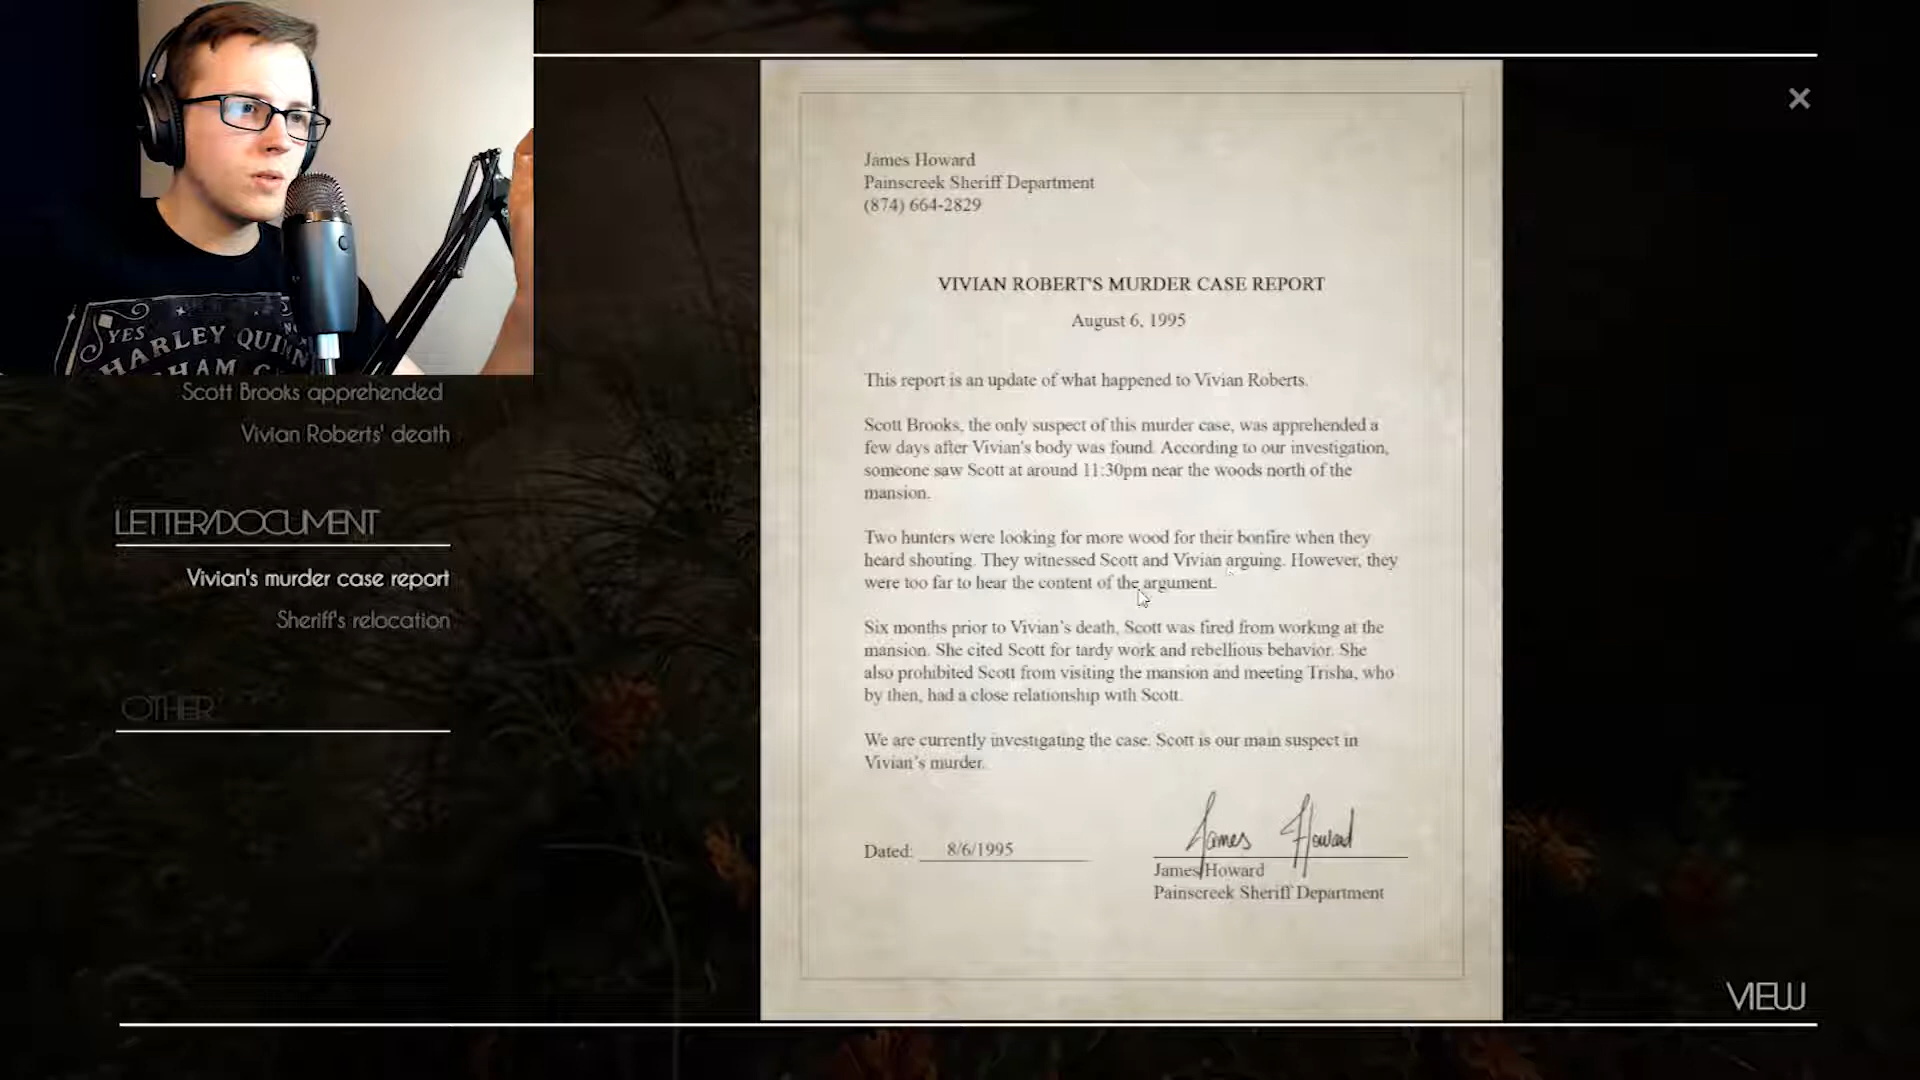 YES
HARLEY QUINN
Scott Brooks apprehended
Vivian Roberts' death
LETTER/DOCUMENT
Vivian's murder case report
Sheriff's relocation
OTHER
James Howard
Painscreek Sheriff Department
(874) 664-2829
VIVIAN ROBERT'S MURDER CASE REPORT
August 6, 1995
This report is an update of what happened to Vivian Roberts.
Scott Brooks, the only suspect of this murder case, was apprehended a
few days after Vivian's body was found. According to our investigation,
someone saw Scott at around 11:30pm near the woods north of the
mansion.
Two hunters were looking for more wood for their bonfire when they
heard shouting. They witnessed Scott and Vivian arguing. However, they
were too far to hear the content of the argument.
Six months prior to Vivian's death, Scott was fired from working at the
mansion. She cited Scott for tardy work and rebellious behavior. She
also prohibited Scott from visiting the mansion and meeting Trisha, who
by then, had a close relationship with Scott.
We are currently investigating the case. Scott is our main suspect in
Vivian's murder.
Dated: 8/6/1995
James Howard
James Howard
Painscreek Sheriff Department
VIEW